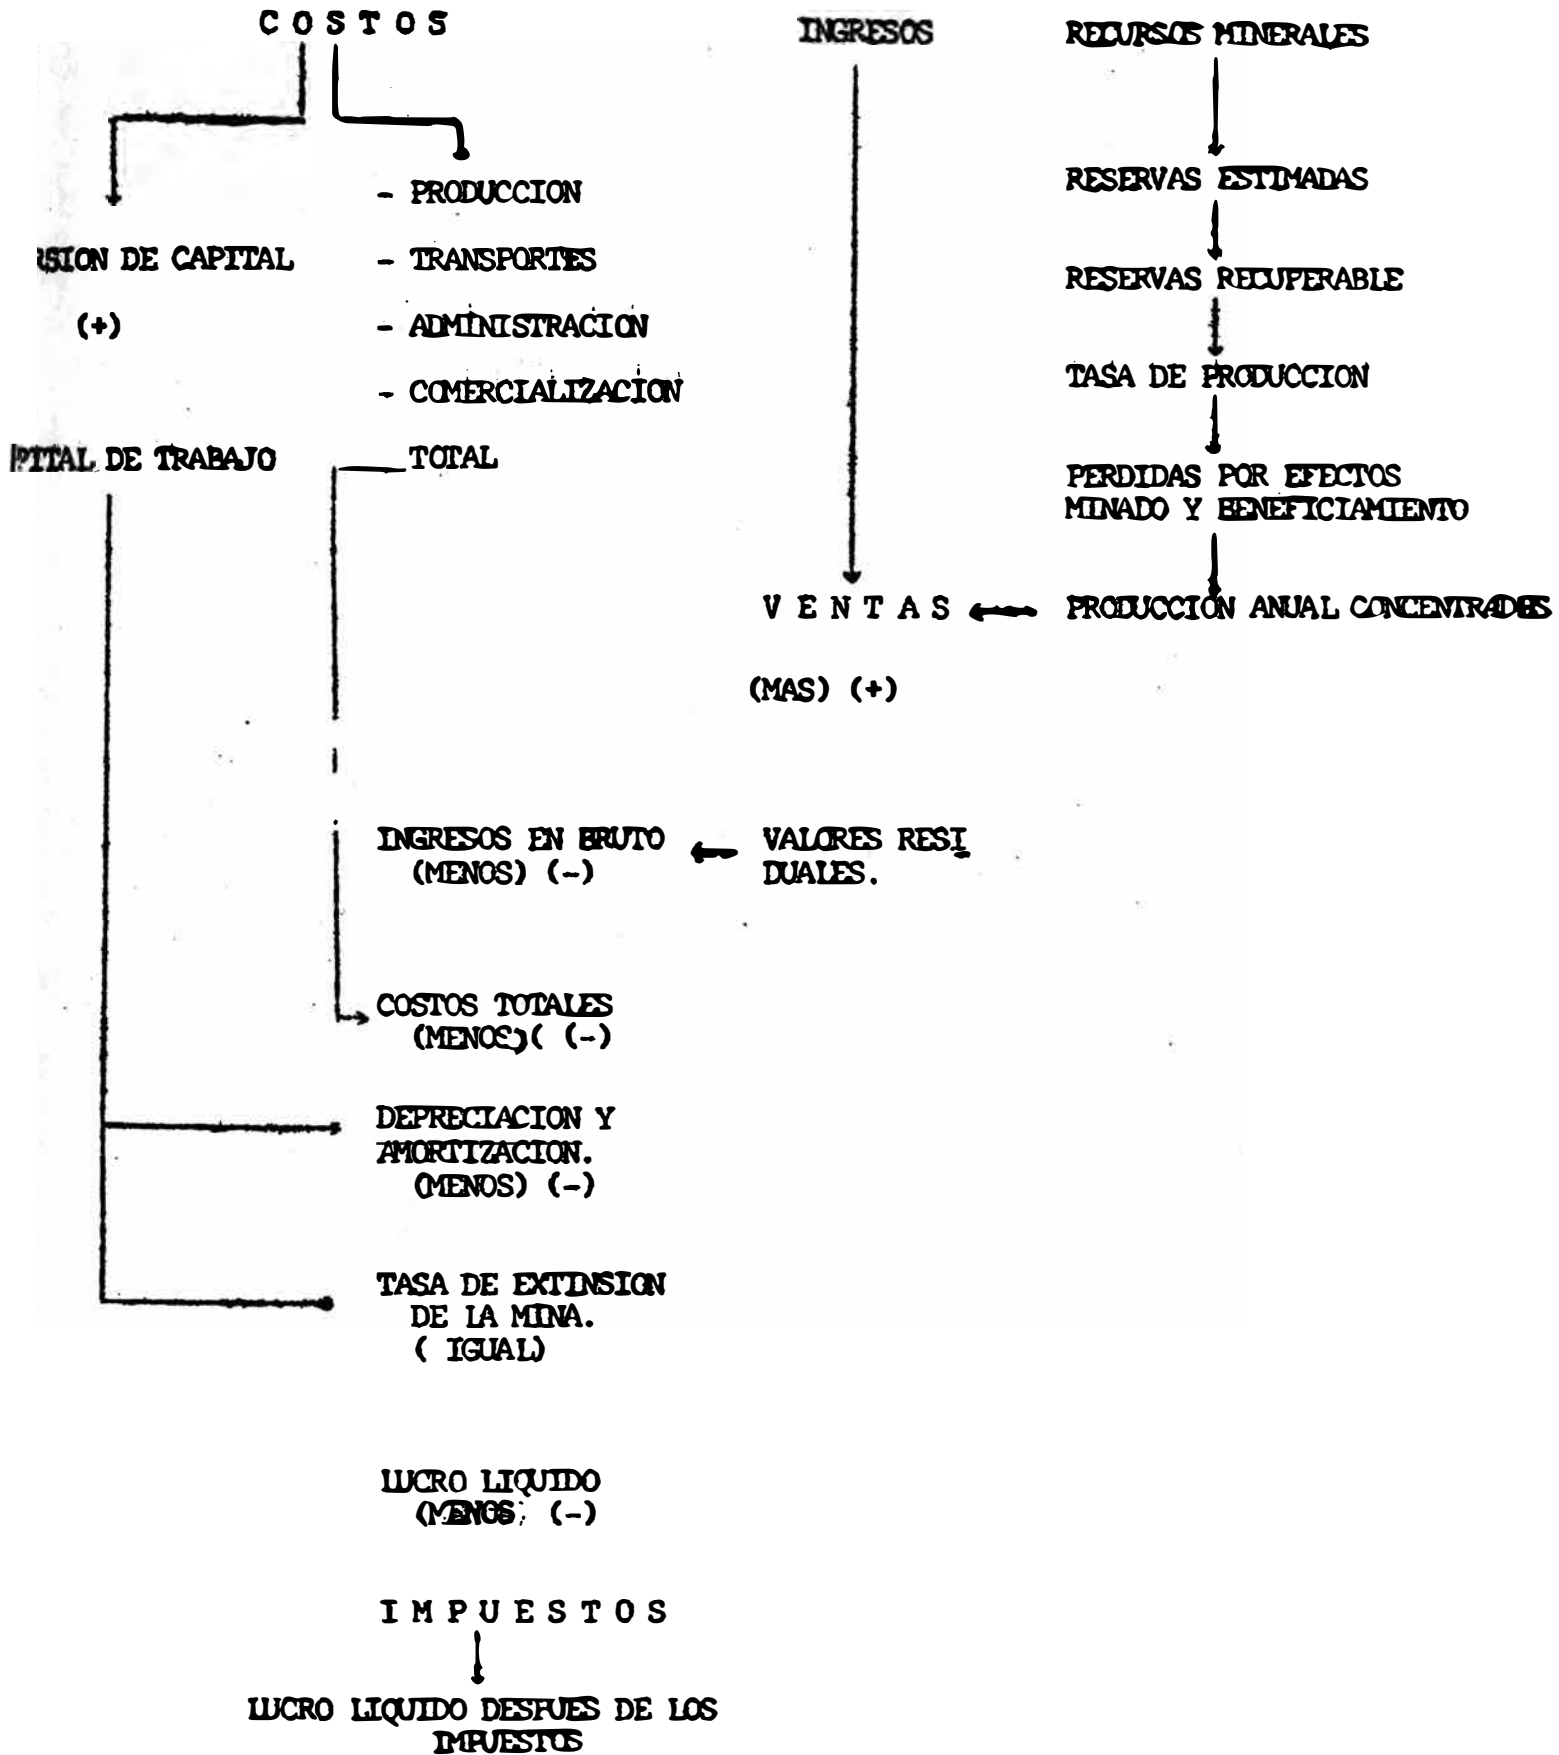 C O S T O S
INGRESOS
RECURSOS MINERALES
- PRODUCCION
RESERVAS ESTIMADAS
RSION DE CAPITAL
- TRANSPORTES
RESERVAS RECUPERABLE
(+)
- ADMINISTRACION
TASA DE PRODUCCION
- COMERCIALIZACION
PITAL DE TRABAJO
TOTAL
PERDIDAS POR EFECTOS
MINADO Y BENEFICIAMIENTO
V E N T A S
PRODUCCION ANUAL CONCENTRADOS
(MAS) (+)
INGRESOS EN BRUTO
(MENOS) (-)
VALORES RESI
DUALES.
COSTOS TOTALES
(MENOS)( (-)
DEPRECIACION Y
AMORTIZACION.
(MENOS) (-)
TASA DE EXTINSION
DE LA MINA.
( IGUAL)
LUCRO LIQUIDO
(MENOS) (-)
I M P U E S T O S
LUCRO LIQUIDO DESPUES DE LOS
IMPUESTOS